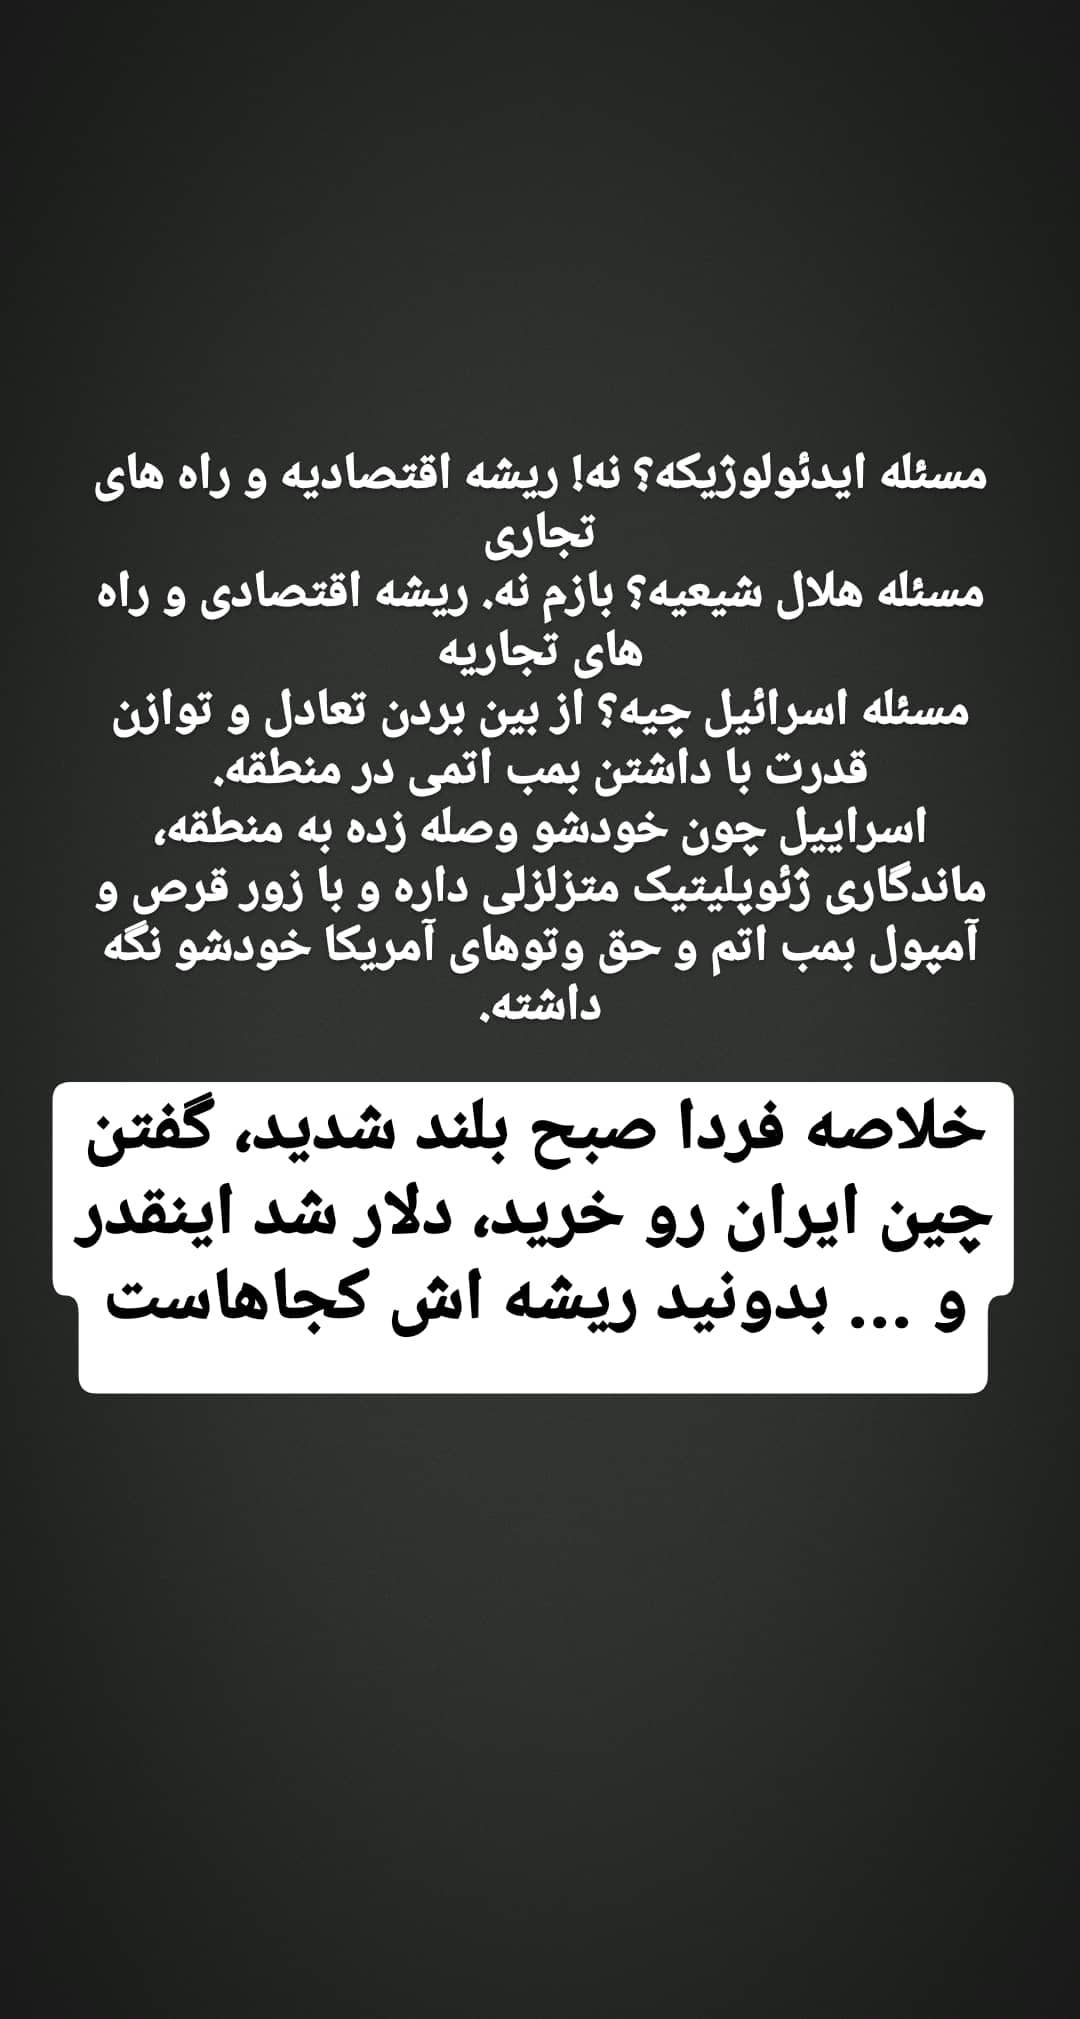 مسئله ایدئولوژیکه؟ نه! ریشه اقتصادیه و راه های
تجاری
مسئله هلال شیعیه؟ بازم نه. ریشه اقتصادی و راه
های تجاریه
مسئله اسرائیل چیه؟ از بین بردن تعادل و توازن
قدرت با داشتن بمب اتمی در منطقه.
اسراییل چون خودشو وصله زده به منطقه،
ماندگاری ژئوپلیتیک متزلزلی داره و با زور قرص و
آمپول بمب اتم و حق وتوهای آمریکا خودشو نگه
داشته.
خلاصه فردا صبح بلند شدید، گفتن
چین ایران رو خرید، دلار شد اینقدر
و ... بدونید ریشه اش کجاهاست